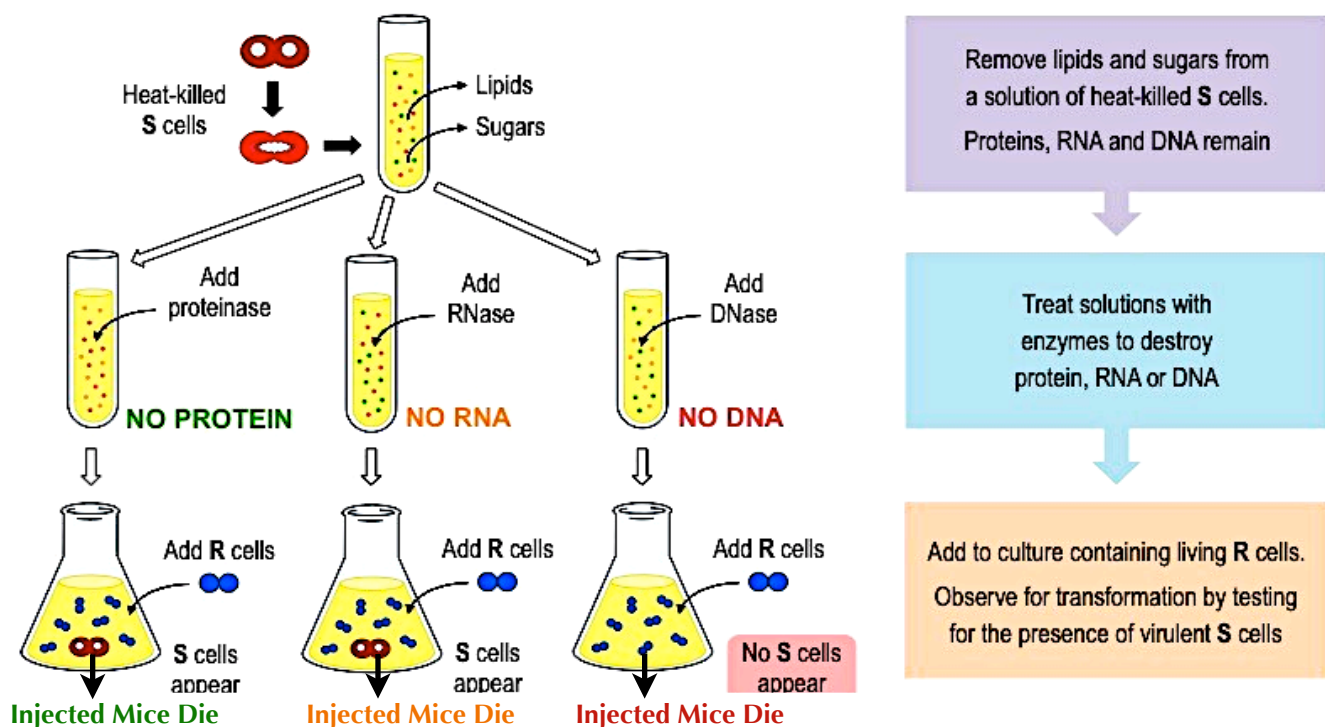 Heat-killed
S cells
Lipids
Sugars
Add
proteinase
Add
RNase
Add
DNase
NO PROTEIN
NO RNA
NO DNA
Add R cells
Add R cells
Add R cells
S cells
appear
S cells
appear
No S cells
appear
Injected Mice Die
Injected Mice Die
Injected Mice Die
Remove lipids and sugars from
a solution of heat-killed S cells.
Proteins, RNA and DNA remain
Treat solutions with
enzymes to destroy
protein, RNA or DNA
Add to culture containing living R cells.
Observe for transformation by testing
for the presence of virulent S cells